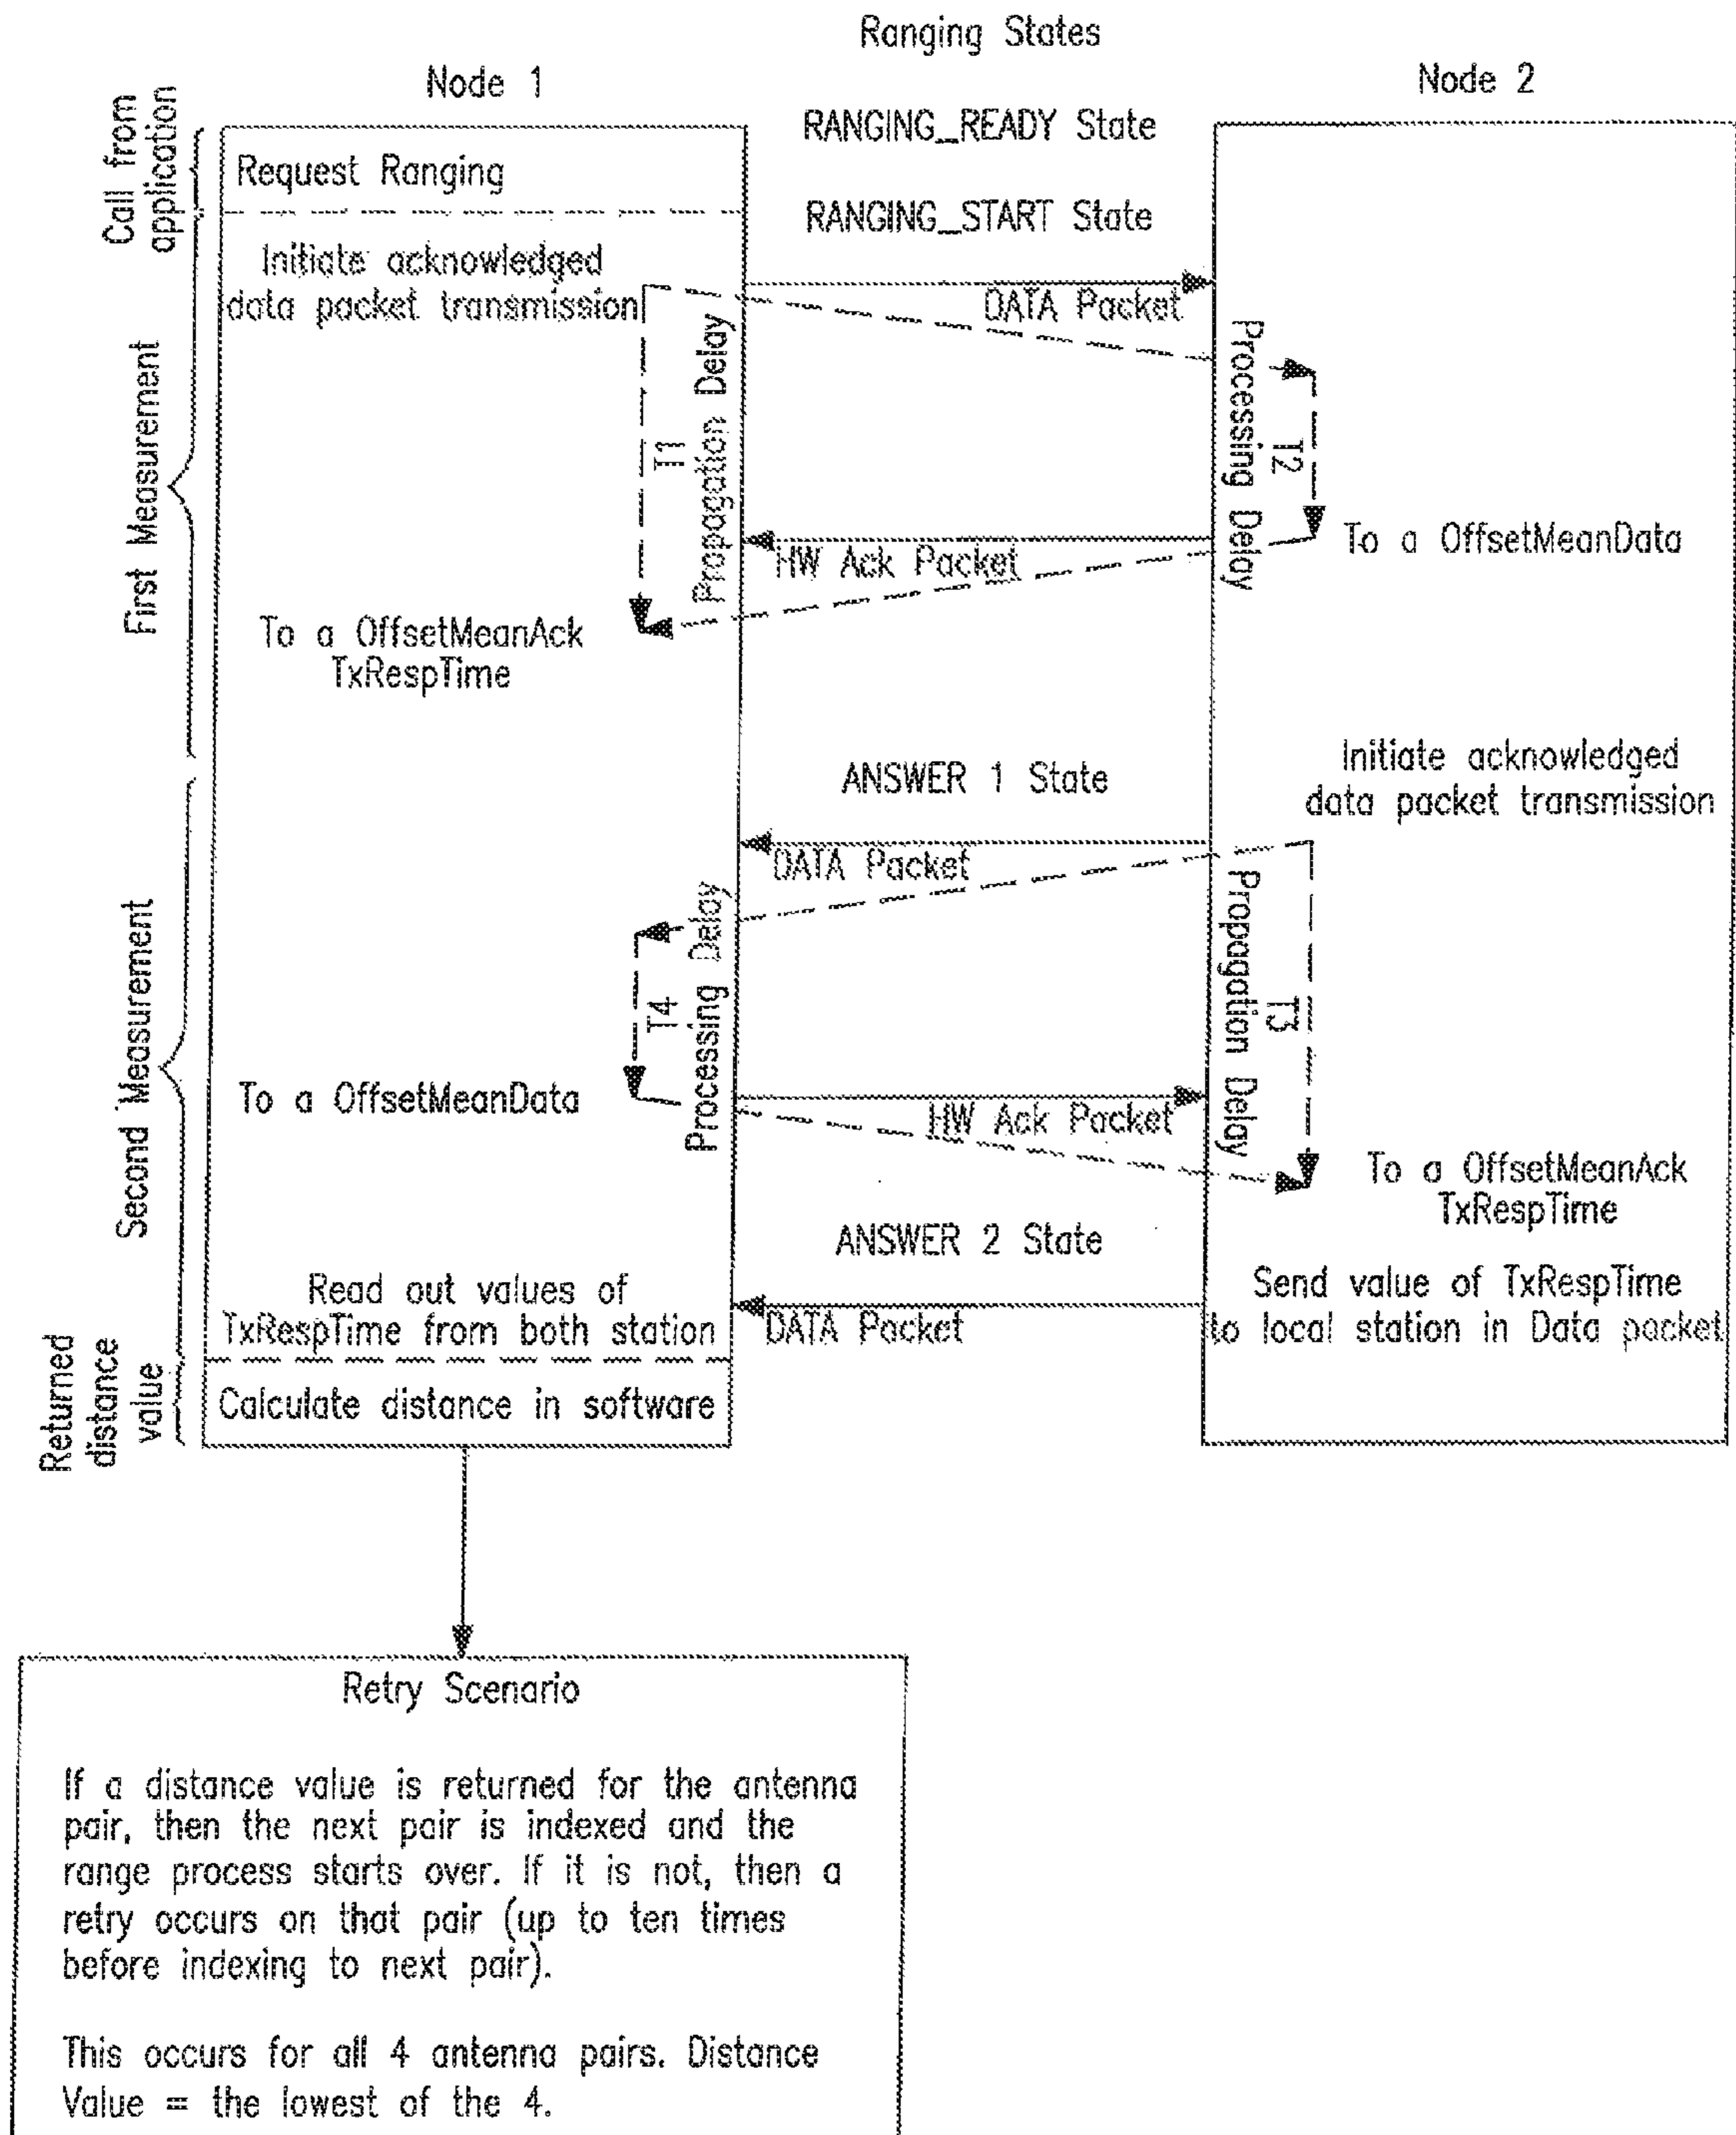 Ranging States
Node 1
Node 2
RANGING_READY State
Call from
application
Request Ranging
RANGING_START State
Initiate acknowledged
data packet transmission
DATA Packet
First Measurement
T1
Propagation Delay
Processing Delay
T2
HW Ack Packet
To a OffsetMeanData
To a OffsetMeanAck
TxRespTime
ANSWER 1 State
Initiate acknowledged
data packet transmission
DATA Packet
Second Measurement
T4
Processing Delay
Propagation Delay
T3
To a OffsetMeanData
HW Ack Packet
To a OffsetMeanAck
TxRespTime
ANSWER 2 State
Read out values of
TxRespTime from both station
DATA Packet
Send value of TxRespTime
to local station in Data packet
Returned
distance
value
Calculate distance in software
Retry Scenario
If a distance value is returned for the antenna
pair, then the next pair is indexed and the
range process starts over. If it is not, then a
retry occurs on that pair (up to ten times
before indexing to next pair).
This occurs for all 4 antenna pairs. Distance
Value = the lowest of the 4.